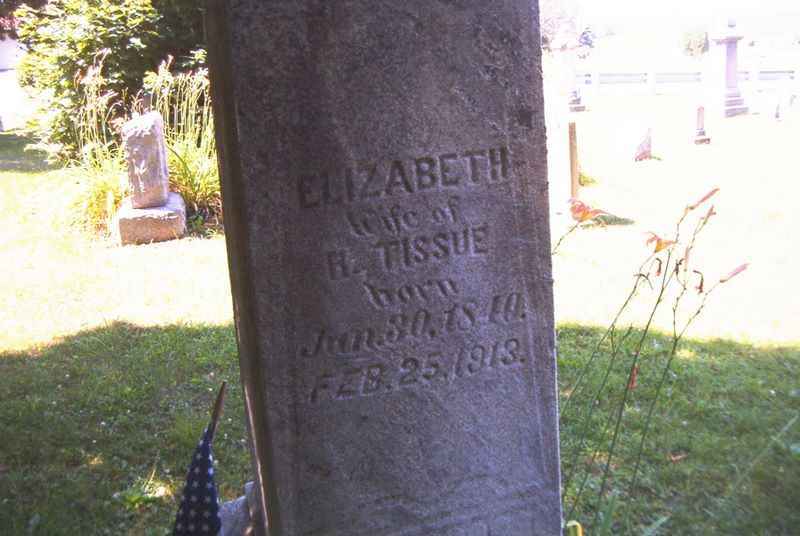 ELIZABETH
Wife of
H. TISSUE
born
Jan. 30, 1840.
FEB. 25, 1913.